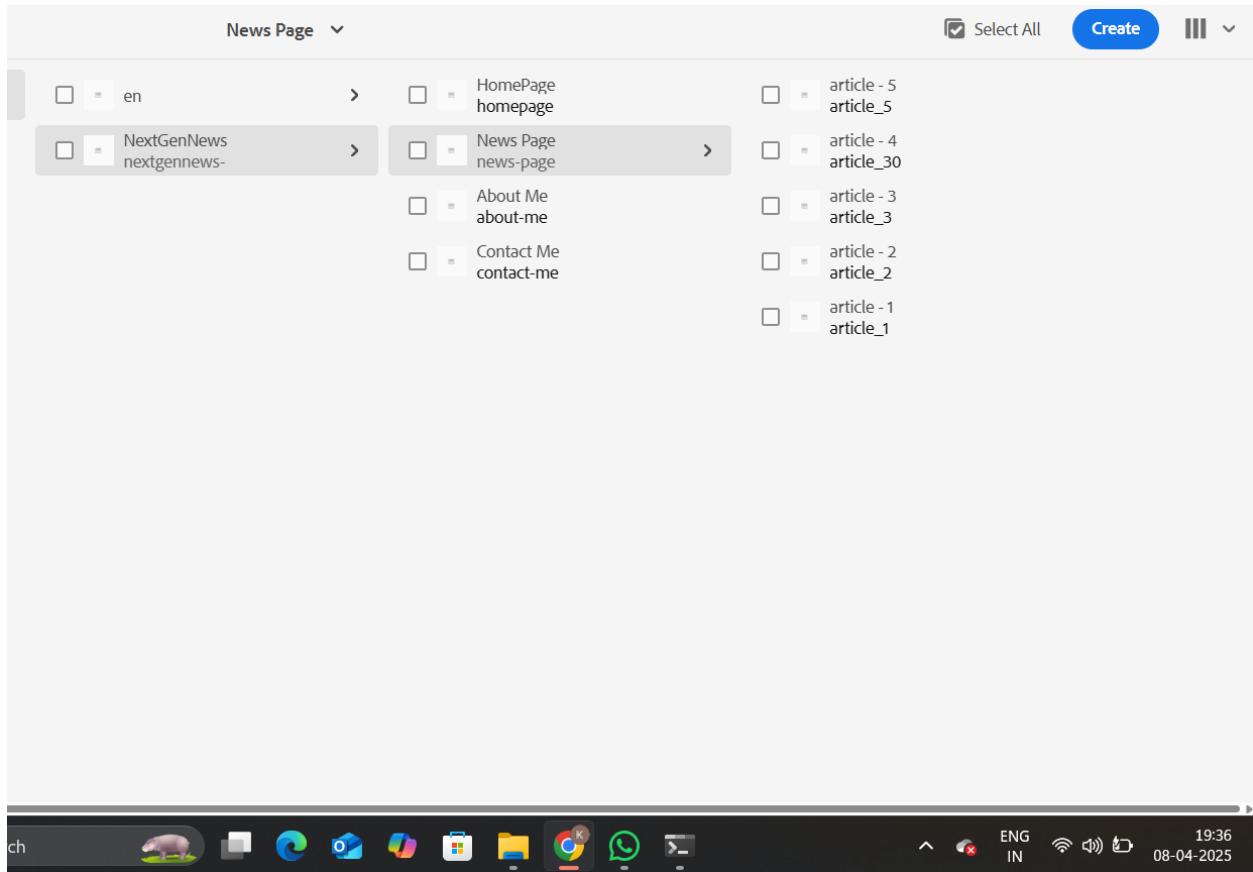 News Page
Select All
Create
en
NextGenNews
nextgennews-
HomePage
homepage
News Page
news-page
About Me
about-me
Contact Me
contact-me
article - 5
article_5
article - 4
article_30
article - 3
article_3
article - 2
article_2
article - 1
article_1
ch
K
ENG
IN
19:36
08-04-2025